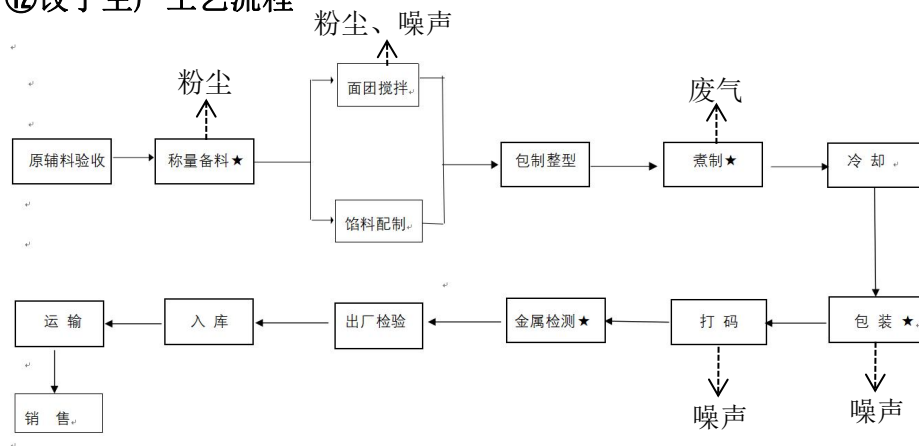 粉尘、噪声
粉尘
面团搅拌
废气
原辅料验收
称量备料★
包制整型
煮制★
冷却
馅料配制
运输
入库
出厂检验
金属检测★
打码
包装★
噪声
噪声
销售